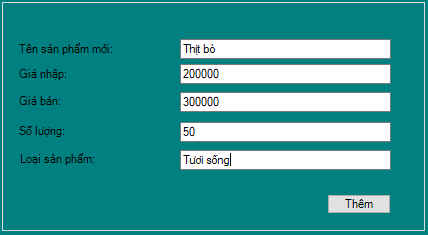 Tên sản phẩm mới: Thịt bò
Giá nhập: 200000
Giá bán: 300000
Số lượng: 50
Loại sản phẩm: Tươi sống
Thêm